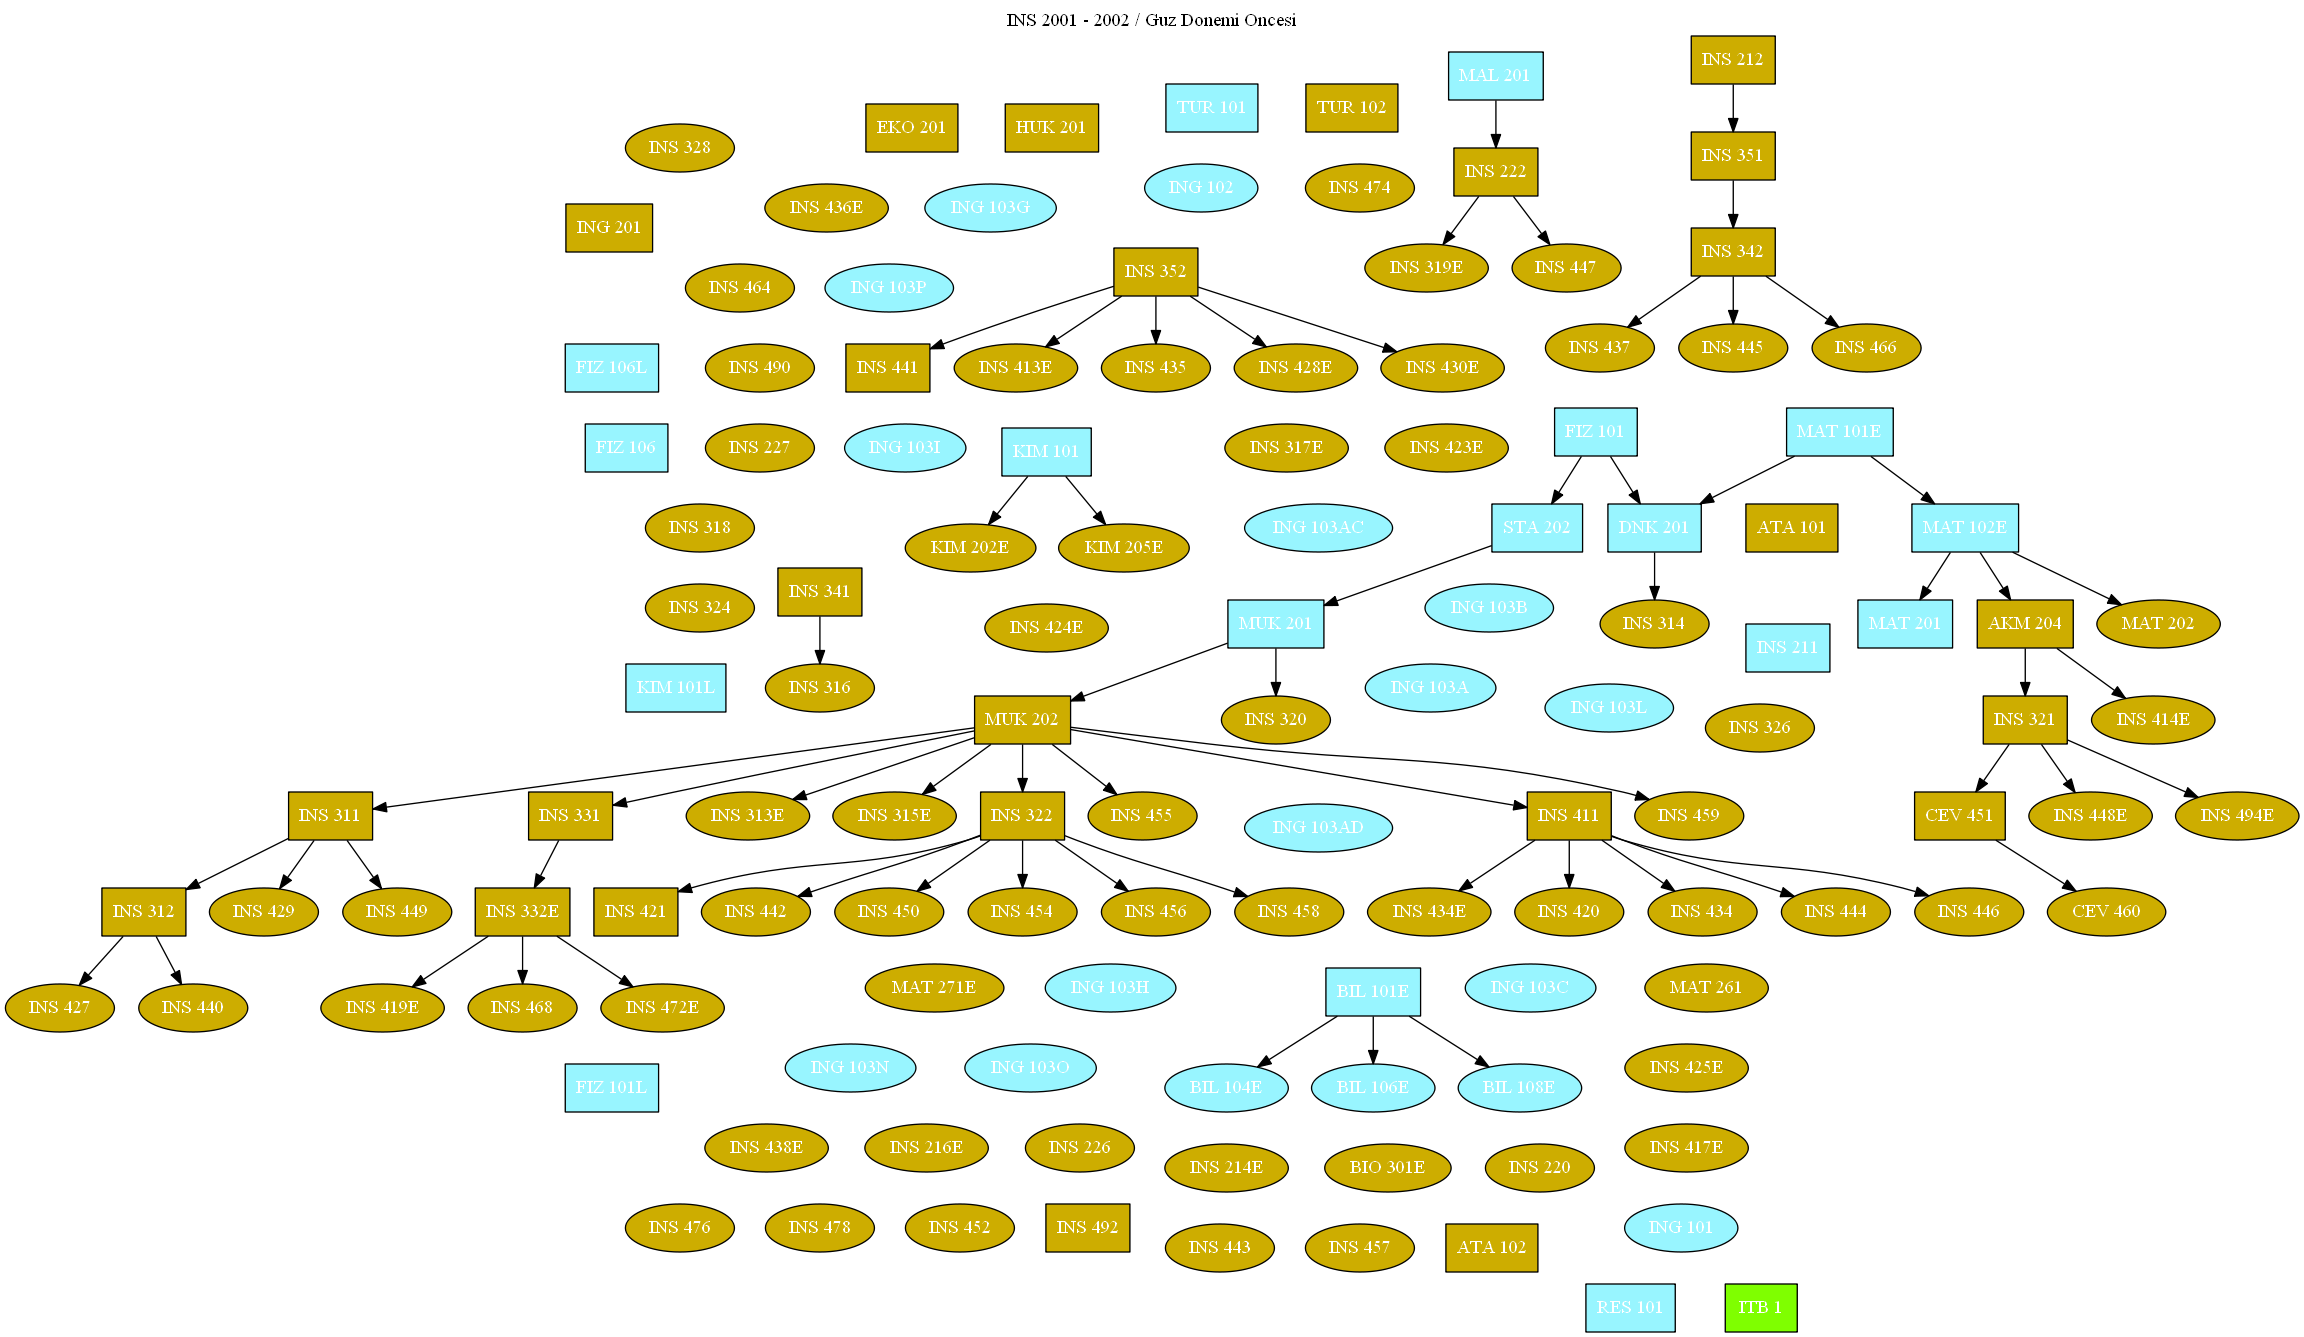 INS 2001 - 2002 / Guz Donemi Oncesi
INS 212
MAL 201
TUR 101
TUR 102
EKO 201
HUK 201
INS 328
INS 351
INS 222
ING 102
INS 474
INS 436E
ING 103G
ING 201
INS 342
INS 352
INS 319E
INS 447
INS 464
ING 103P
INS 437
INS 445
INS 466
FIZ 106L
INS 490
INS 441
INS 413E
INS 435
INS 428E
INS 430E
FIZ 101
MAT 101E
FIZ 106
INS 227
ING 103I
KIM 101
INS 317E
INS 423E
INS 318
ING 103AC
STA 202
DNK 201
ATA 101
MAT 102E
KIM 202E
KIM 205E
INS 341
INS 324
INS 424E
MUK 201
ING 103B
INS 314
MAT 201
AKM 204
MAT 202
INS 211
KIM 101L
INS 316
ING 103A
ING 103L
MUK 202
INS 320
INS 326
INS 321
INS 414E
INS 311
INS 331
INS 313E
INS 315E
INS 322
INS 455
ING 103AD
INS 411
INS 459
CEV 451
INS 448E
INS 494E
INS 312
INS 429
INS 449
INS 332E
INS 421
INS 442
INS 450
INS 454
INS 456
INS 458
INS 434E
INS 420
INS 434
INS 444
INS 446
CEV 460
INS 427
INS 440
INS 419E
INS 468
INS 472E
MAT 271E
ING 103H
BIL 101E
ING 103C
MAT 261
FIZ 101L
ING 103N
ING 103O
BIL 104E
BIL 106E
BIL 108E
INS 425E
INS 438E
INS 216E
INS 226
INS 214E
BIO 301E
INS 220
INS 417E
INS 476
INS 478
INS 452
INS 492
INS 443
INS 457
ATA 102
ING 101
RES 101
ITB 1